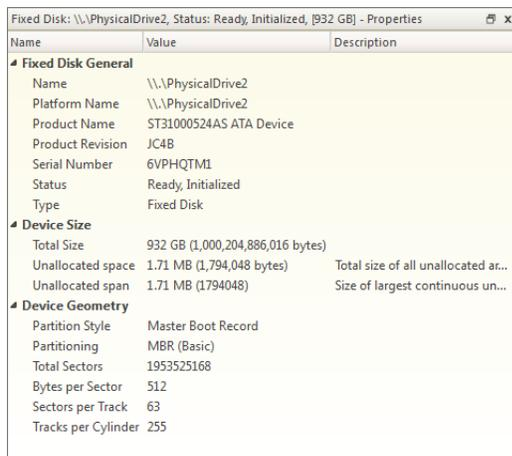 Fixed Disk: \\.\PhysicalDrive2, Status: Ready, Initialized, [932 GB] - Properties
Name Value Description
Fixed Disk General
Name \\.\PhysicalDrive2
Platform Name \\.\PhysicalDrive2
Product Name ST31000524AS ATA Device
Product Revision JC4B
Serial Number 6VPHQTM1
Status Ready, Initialized
Type Fixed Disk
Device Size
Total Size 932 GB (1,000,204,886,016 bytes)
Unallocated space 1.71 MB (1,794,048 bytes) Total size of all unallocated ar...
Unallocated span 1.71 MB (1794048) Size of largest continuous un...
Device Geometry
Partition Style Master Boot Record
Partitioning MBR (Basic)
Total Sectors 1953525168
Bytes per Sector 512
Sectors per Track 63
Tracks per Cylinder 255